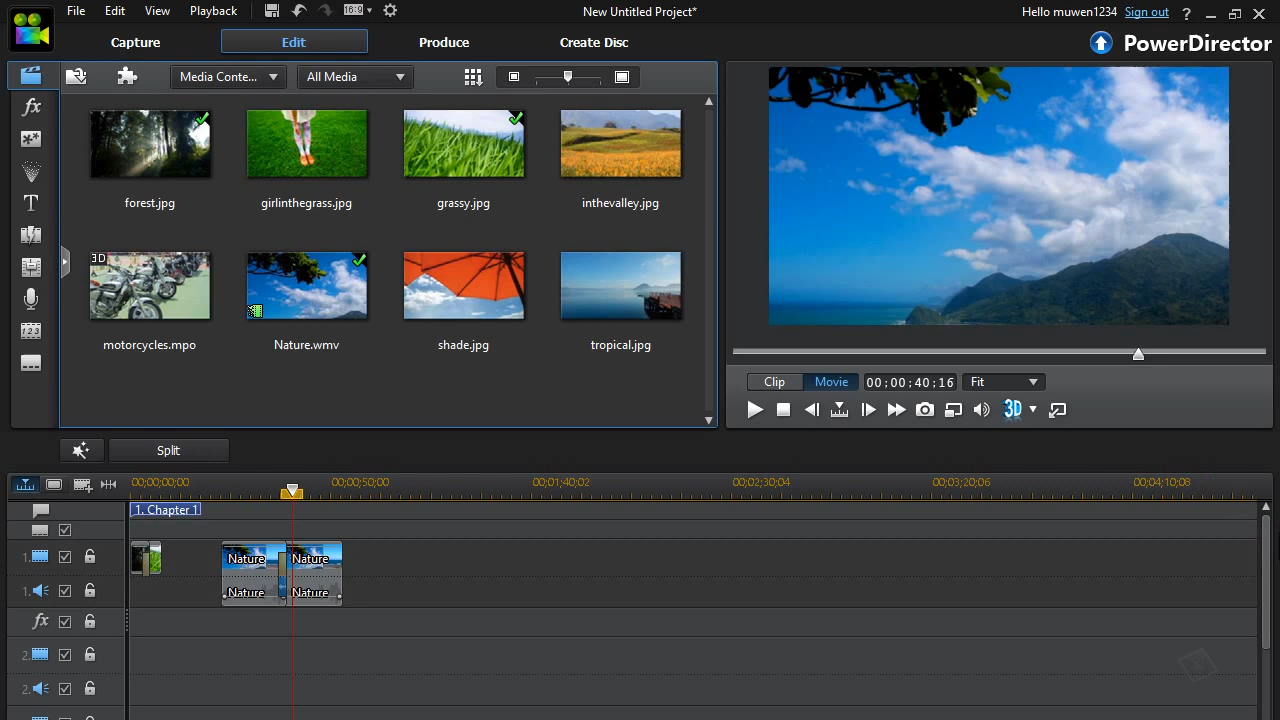 File Edit View Playback 16:9 New Untitled Project* Hello muwen1234 Sign out ?
Capture Edit Produce Create Disc PowerDirector
Media Conte... All Media
forest.jpg girlinthegrass.jpg grassy.jpg inthevalley.jpg
3D
motorcycles.mpo Nature.wmv shade.jpg tropical.jpg
fx
T
Clip Movie 00;00;40;16 Fit
3D
Split
00;00;00;00 00;00;50;00 00;01;40;02 00;02;30;04 00;03;20;06 00;04;10;08
1. Chapter 1
1. Nature Nature
1. Nature Nature
fx
2.
2.